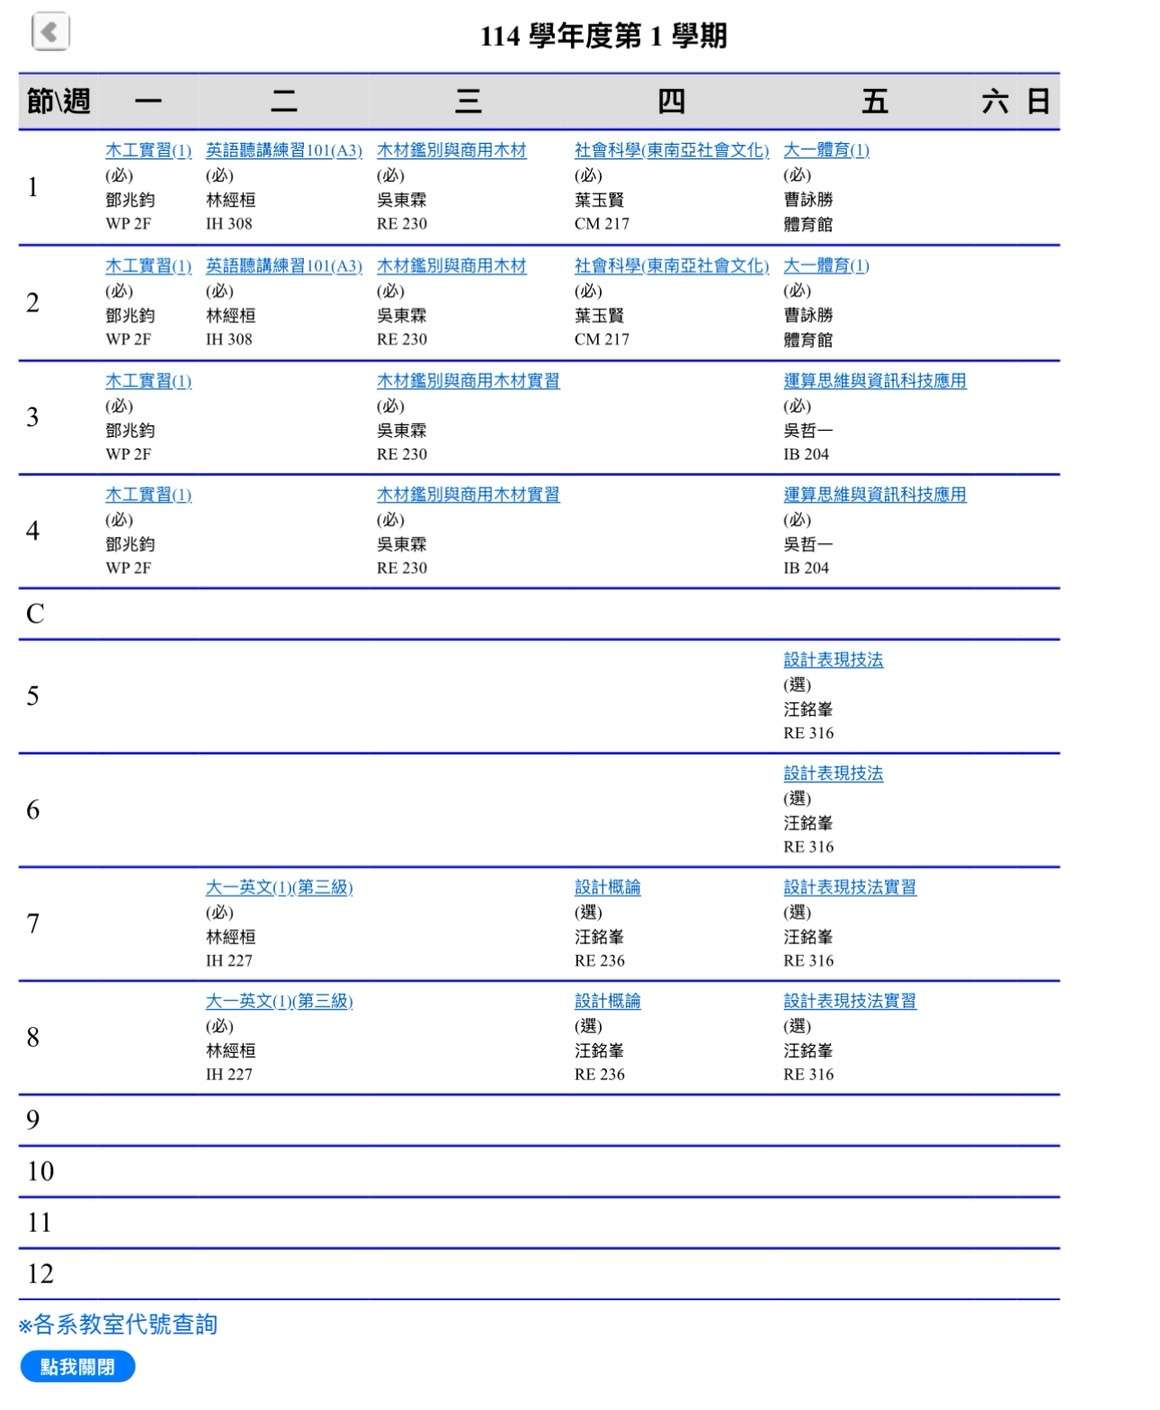 114 學年度第 1 學期
節\週 一 二 三 四 五 六 日
1
木工實習(1)
(必)
鄧兆鈞
WP 2F
英語聽講練習101(A3)
(必)
林經桓
IH 308
木材鑑別與商用木材
(必)
吳東霖
RE 230
社會科學(東南亞社會文化)
(必)
葉玉賢
CM 217
大一體育(1)
(必)
曹詠勝
體育館
2
木工實習(1)
(必)
鄧兆鈞
WP 2F
英語聽講練習101(A3)
(必)
林經桓
IH 308
木材鑑別與商用木材
(必)
吳東霖
RE 230
社會科學(東南亞社會文化)
(必)
葉玉賢
CM 217
大一體育(1)
(必)
曹詠勝
體育館
3
木工實習(1)
(必)
鄧兆鈞
WP 2F
木材鑑別與商用木材實習
(必)
吳東霖
RE 230
運算思維與資訊科技應用
(必)
吳哲一
IB 204
4
木工實習(1)
(必)
鄧兆鈞
WP 2F
木材鑑別與商用木材實習
(必)
吳東霖
RE 230
運算思維與資訊科技應用
(必)
吳哲一
IB 204
C
5
設計表現技法
(選)
汪銘峯
RE 316
6
設計表現技法
(選)
汪銘峯
RE 316
7
大一英文(1)(第三級)
(必)
林經桓
IH 227
設計概論
(選)
汪銘峯
RE 236
設計表現技法實習
(選)
汪銘峯
RE 316
8
大一英文(1)(第三級)
(必)
林經桓
IH 227
設計概論
(選)
汪銘峯
RE 236
設計表現技法實習
(選)
汪銘峯
RE 316
9
10
11
12
※各系教室代號查詢
點我關閉